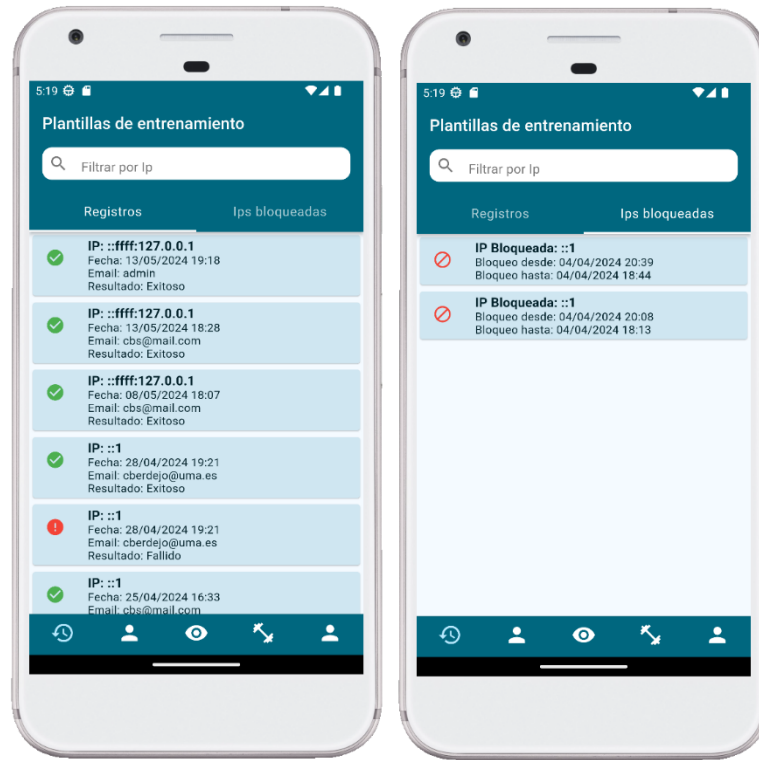 5:19
Plantillas de entrenamiento
Filtrar por Ip
Registros Ips bloqueadas
IP: ::ffff:127.0.0.1
Fecha: 13/05/2024 19:18
Email: admin
Resultado: Exitoso
IP: ::ffff:127.0.0.1
Fecha: 13/05/2024 18:28
Email: cbs@mail.com
Resultado: Exitoso
IP: ::ffff:127.0.0.1
Fecha: 08/05/2024 18:07
Email: cbs@mail.com
Resultado: Exitoso
IP: ::1
Fecha: 28/04/2024 19:21
Email: cberdejo@uma.es
Resultado: Exitoso
IP: ::1
Fecha: 28/04/2024 19:21
Email: cberdejo@uma.es
Resultado: Fallido
IP: ::1
Fecha: 25/04/2024 16:33
Email: cbs@mail.com
5:19
Plantillas de entrenamiento
Filtrar por Ip
Registros Ips bloqueadas
IP Bloqueada: ::1
Bloqueo desde: 04/04/2024 20:39
Bloqueo hasta: 04/04/2024 18:44
IP Bloqueada: ::1
Bloqueo desde: 04/04/2024 20:08
Bloqueo hasta: 04/04/2024 18:13